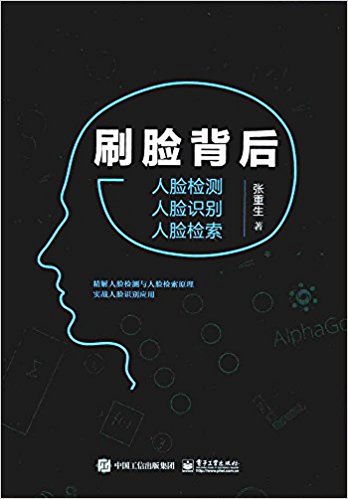 刷脸背后
人脸检测
人脸识别
人脸检索
张重生 著
精解人脸检测与人脸检索原理
实战人脸识别应用
AlphaGo
中国工信出版集团
电子工业出版社